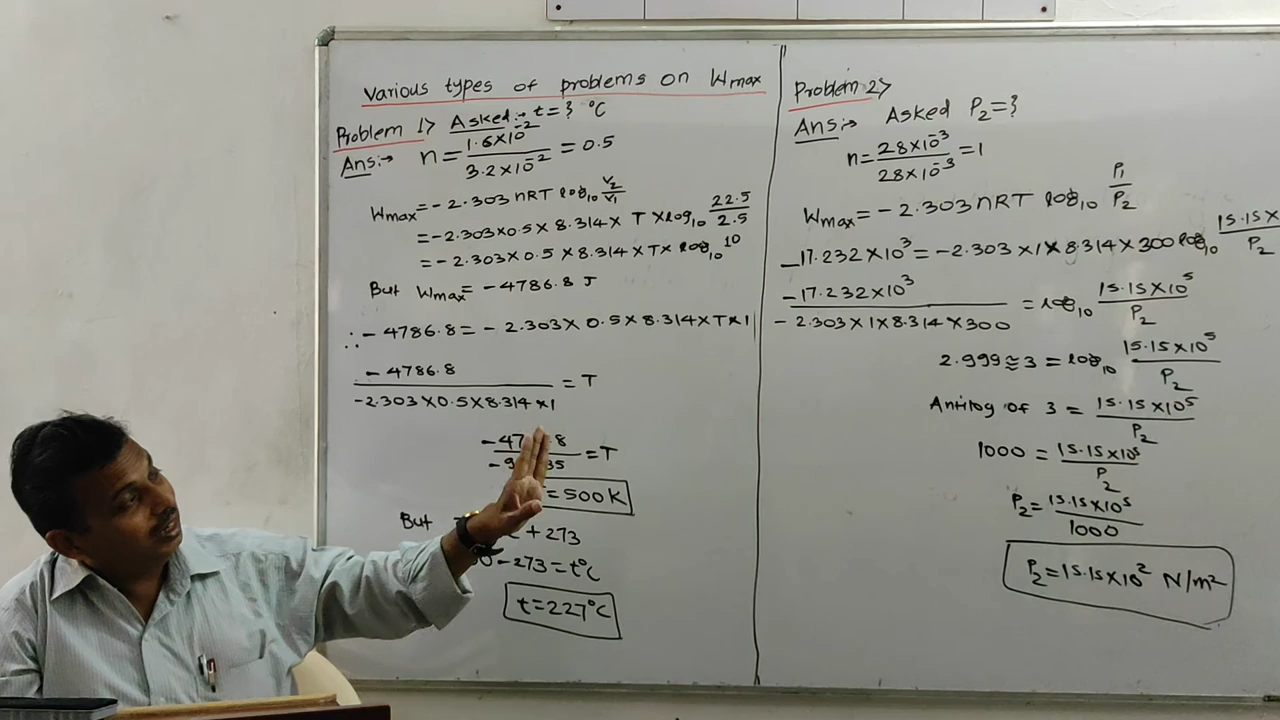 Various types of problems on Wmax
Problem 1> Asked:- t=? °C
Ans:→ n = 1.6×10⁻² / 3.2×10⁻² = 0.5
Wmax = - 2.303 nRT log₁₀ V₂/V₁
= -2.303×0.5×8.314× T ×log₁₀ 22.5/2.5
= - 2.303×0.5×8.314×T× log₁₀ 10
But Wmax = - 4786.8 J
∴ - 4786.8 = - 2.303× 0.5×8.314×T×1
- 4786.8 / -2.303×0.5×8.314×1 = T
= T
= 500 K
But
+ 273
- 273 = t°C
t = 227°C
Problem 2>
Ans:→ Asked P₂ = ?
n = 28×10⁻³ / 28×10⁻³ = 1
Wmax = - 2.303 nRT log₁₀ P₁/P₂
-17.232×10³ = -2.303×1×8.314×300 log₁₀ 15.15× / P₂
-17.232×10³ / - 2.303×1×8.314×300 = log₁₀ 15.15×10⁵ / P₂
2.999 ≅ 3 = log₁₀ 15.15×10⁵ / P₂
Antilog of 3 = 15.15×10⁵ / P₂
1000 = 15.15×10⁵ / P₂
P₂ = 15.15×10⁵ / 1000
P₂ = 15.15×10² N/m²